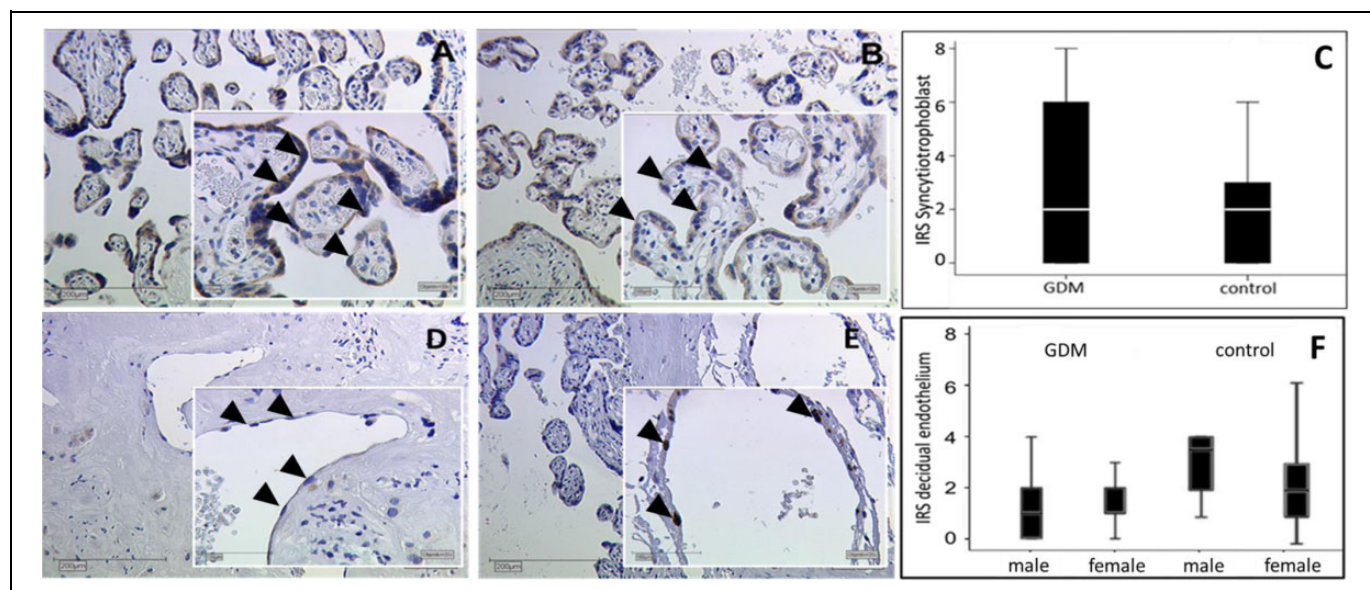 A
200µm
B
200µm
C
IRS Syncytiotrophoblast
8
6
4
2
0
GDM
control
D
200µm
E
200µm
F
IRS decidual endothelium
8
6
4
2
0
GDM
control
male
female
male
female